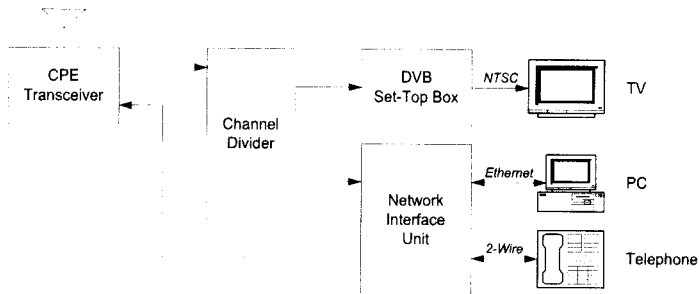 CPE
Transceiver
Channel
Divider
DVB
Set-Top Box
NTSC
TV
Network
Interface
Unit
Ethernet
PC
2-Wire
Telephone